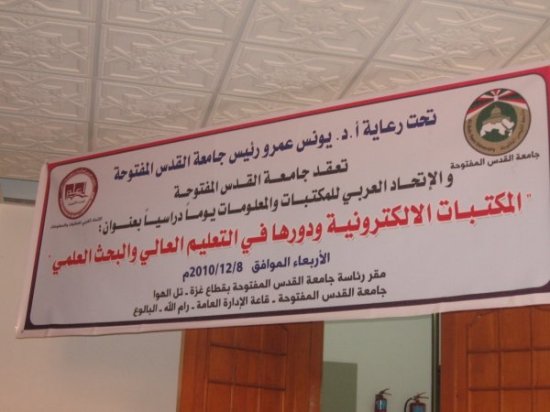 تحت رعاية أ.د. يونس عمرو رئيس جامعة القدس المفتوحة
تعقد جامعة القدس المفتوحة
و الإتحاد العربي للمكتبات والمعلومات يوماً دراسياً بعنوان :
" المكتبات الالكترونية ودورها في التعليم العالي والبحث العلمي "
الأربعاء الموافق 2010/12/8م
مقر رئاسة جامعة القدس المفتوحة بقطاع غزة - تل الهوا
جامعة القدس المفتوحة - قاعة الإدارة العامة - رام الله - البالوع
جامعة القدس المفتوحة